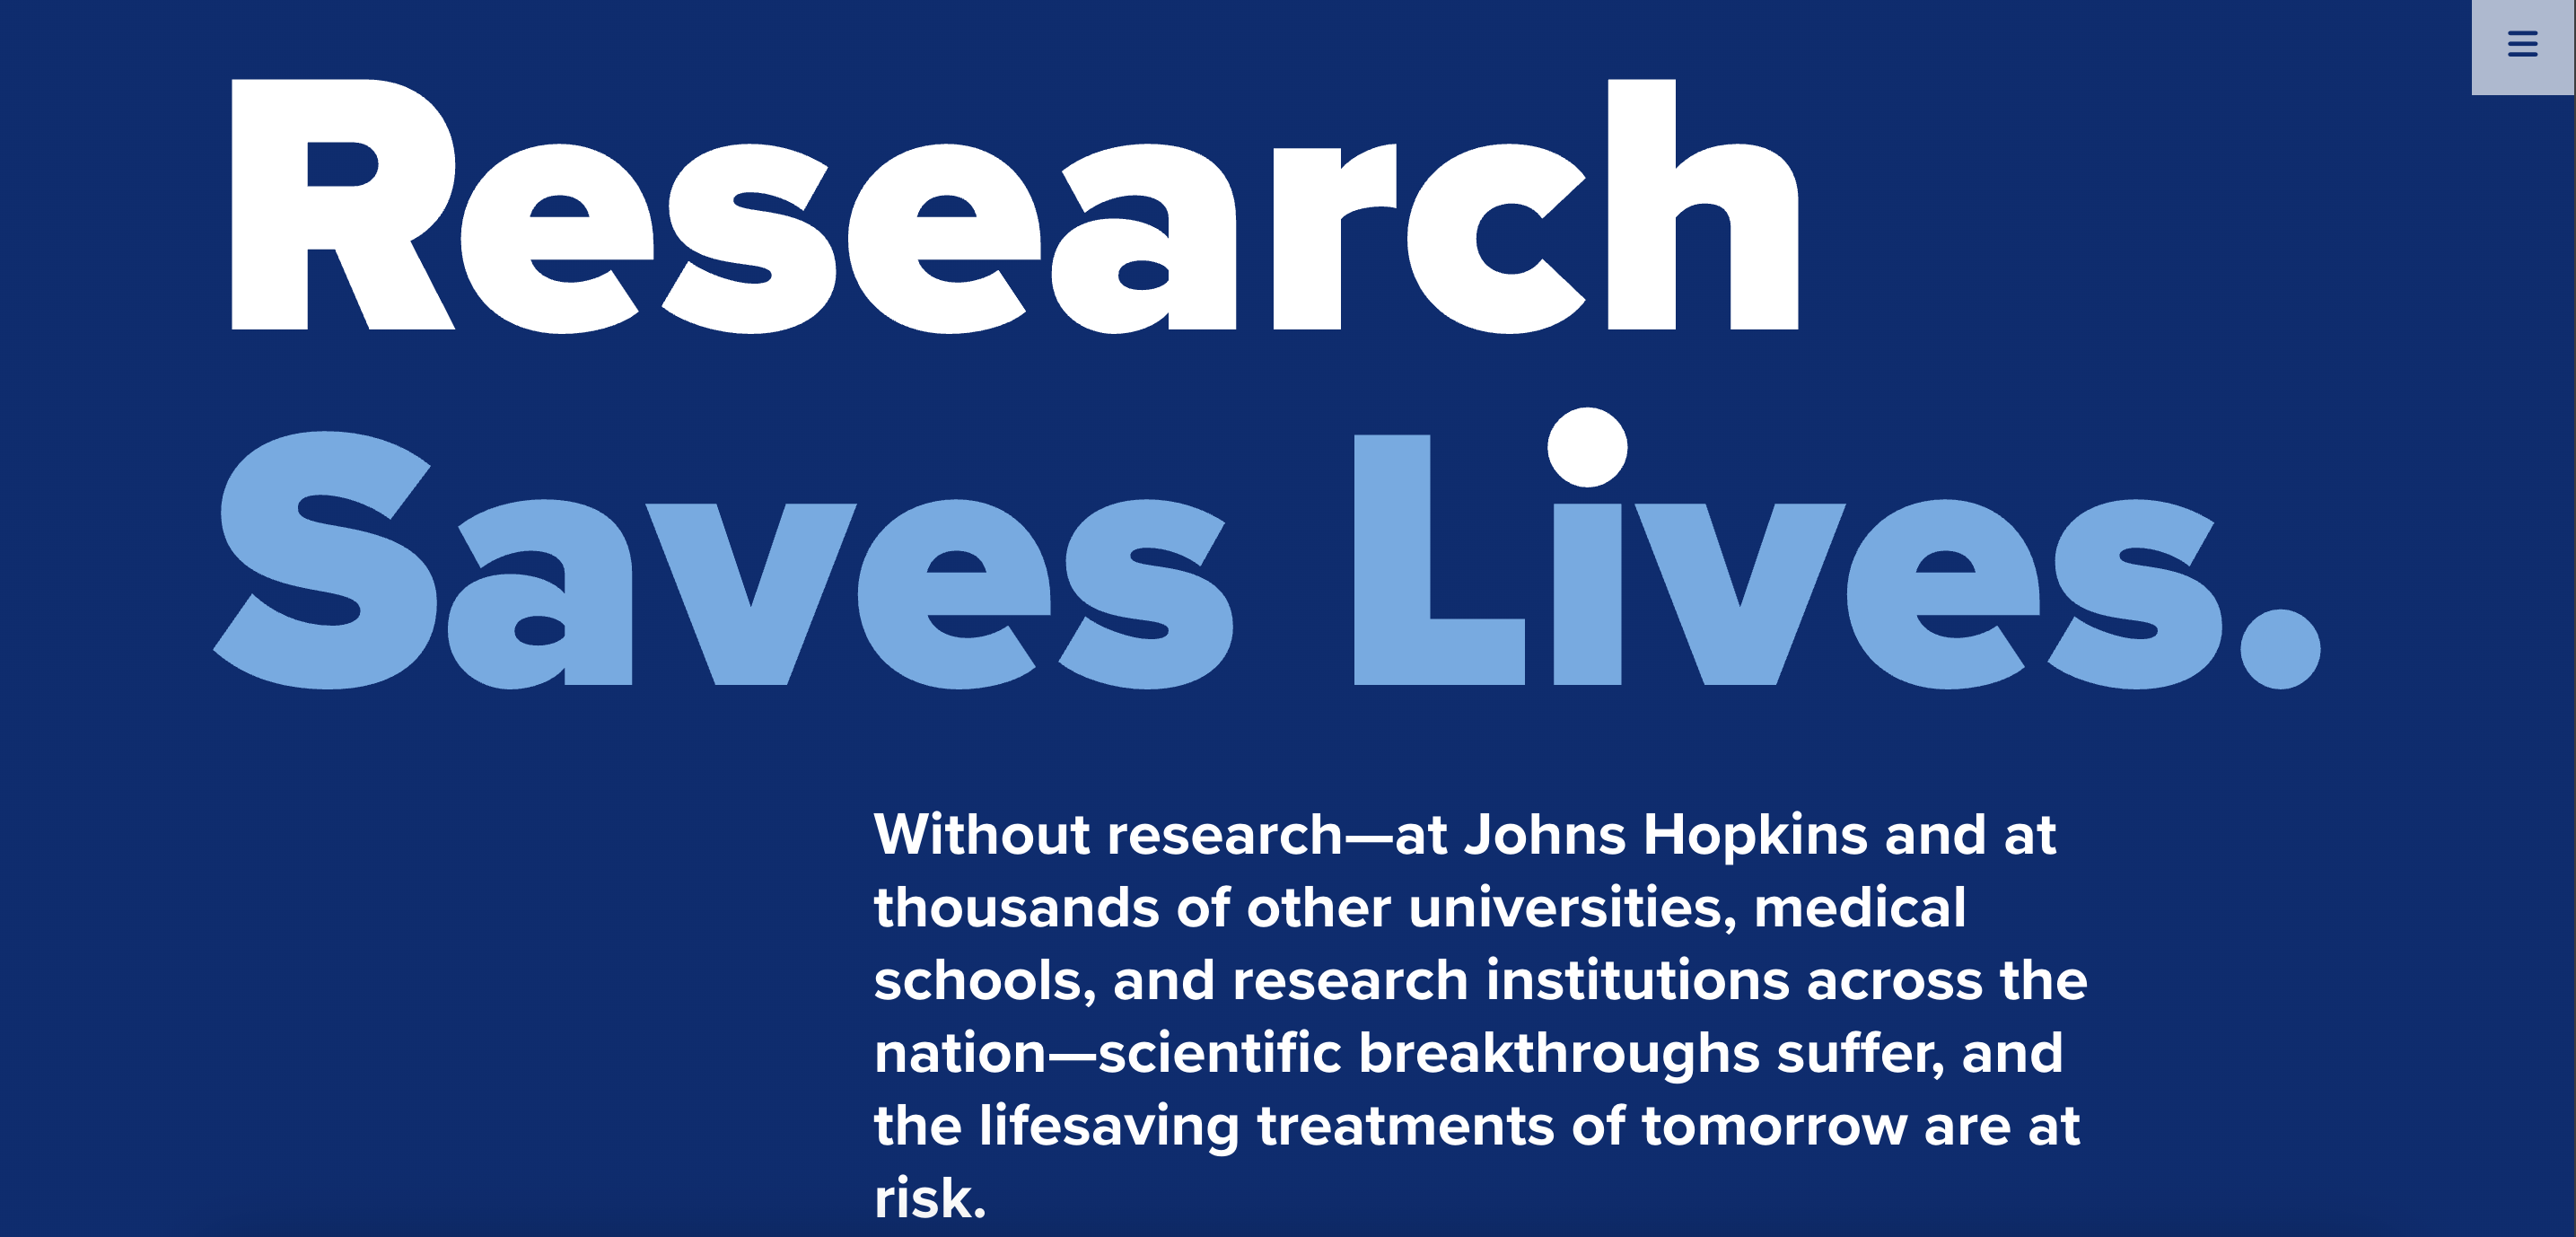 Research
Saves Lives.
Without research—at Johns Hopkins and at
thousands of other universities, medical
schools, and research institutions across the
nation—scientific breakthroughs suffer, and
the lifesaving treatments of tomorrow are at
risk.